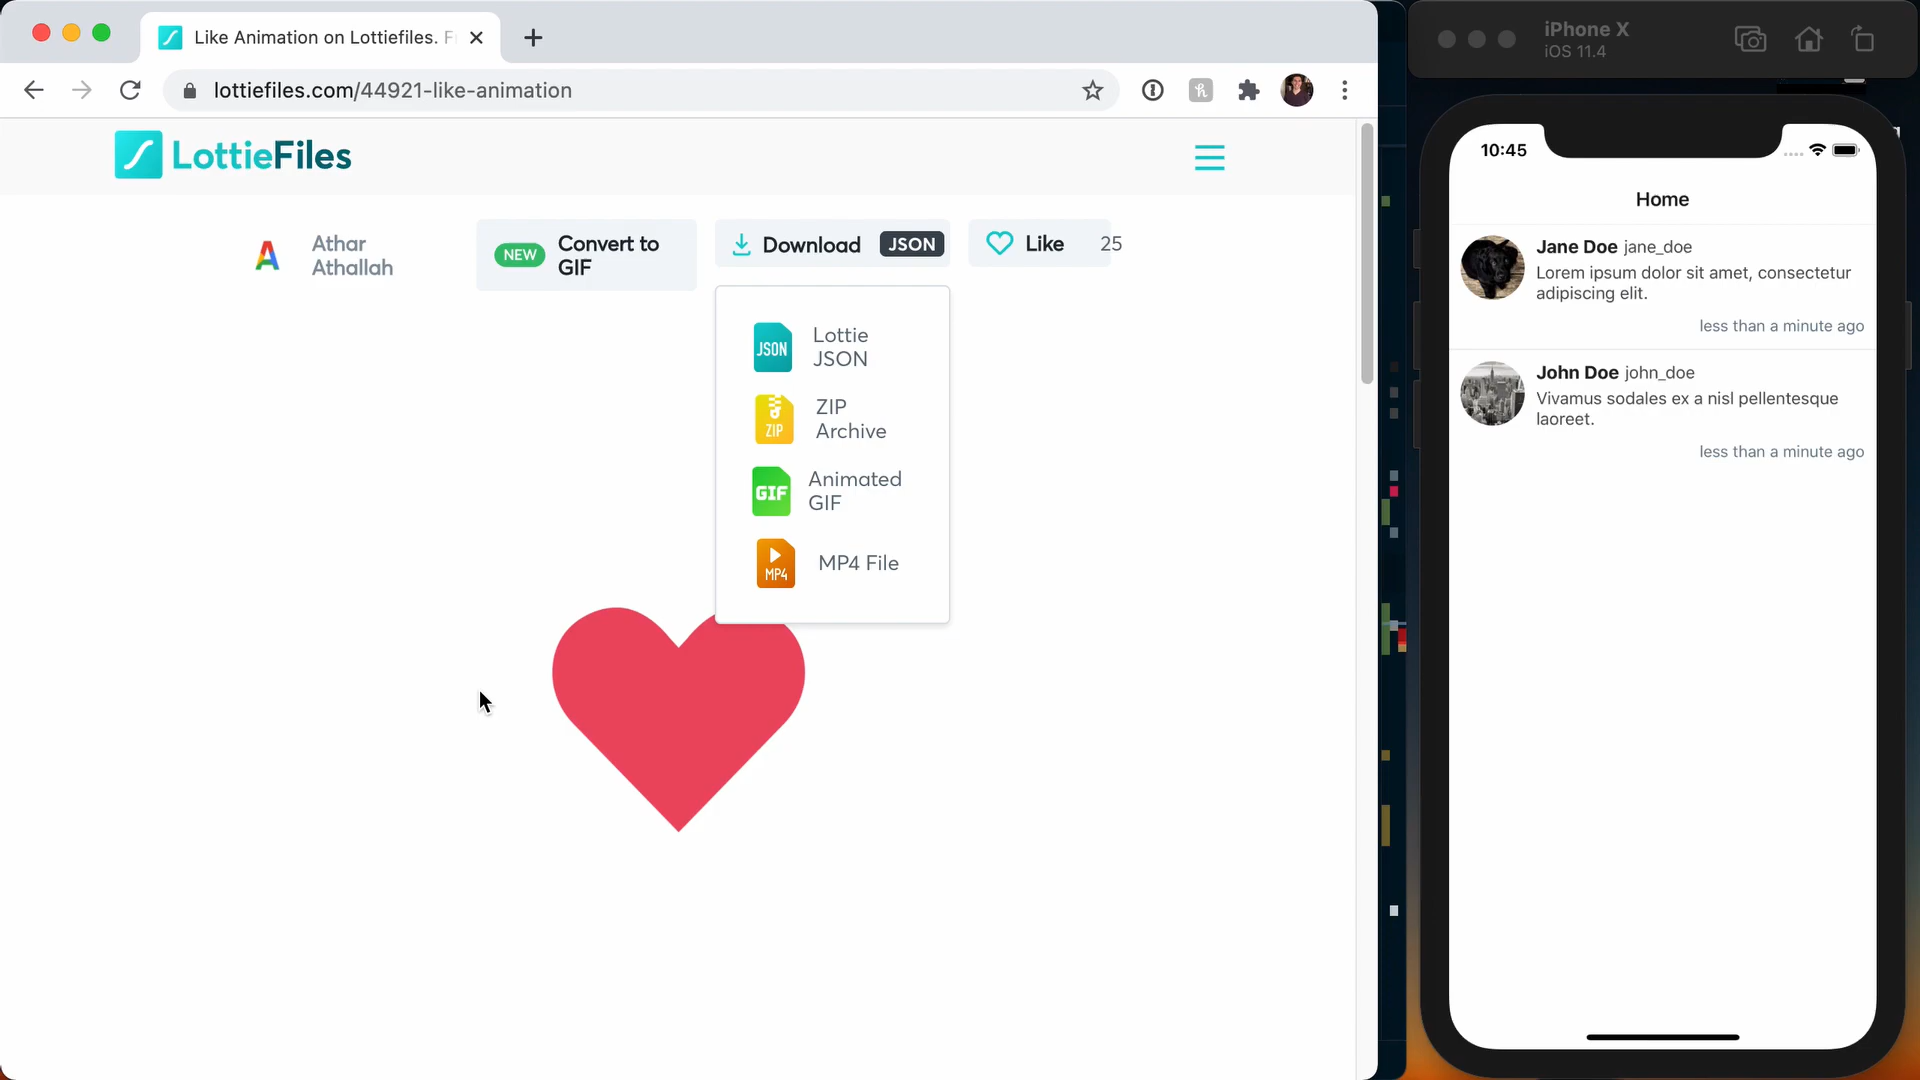 Like Animation on Lottiefiles. F
lottiefiles.com/44921-like-animation
LottieFiles
Athar
Athallah
NEW
Convert to
GIF
Download
JSON
Like
25
JSON
Lottie
JSON
ZIP
ZIP
Archive
GIF
Animated
GIF
MP4
MP4 File
iPhone X
iOS 11.4
10:45
Home
Jane Doe jane_doe
Lorem ipsum dolor sit amet, consectetur
adipiscing elit.
less than a minute ago
John Doe john_doe
Vivamus sodales ex a nisl pellentesque
laoreet.
less than a minute ago